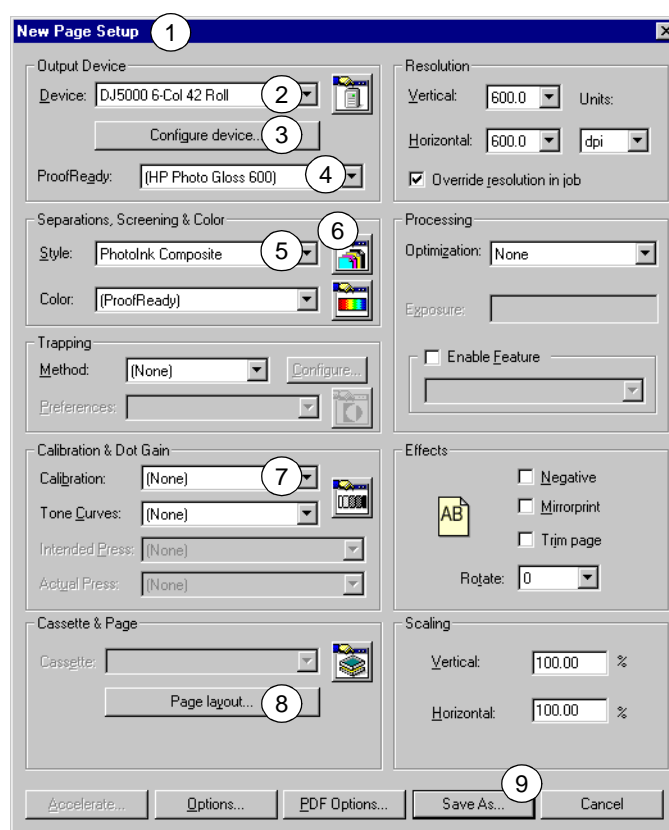 New Page Setup 1
Output Device
Device: DJ5000 6-Col 42 Roll 2
Configure device... 3
ProofReady: (HP Photo Gloss 600) 4
Resolution
Vertical: 600.0 Units:
Horizontal: 600.0 dpi
Override resolution in job
Separations, Screening & Color
6
Style: PhotoInk Composite 5
Color: (ProofReady)
Processing
Optimization: None
Exposure:
Enable Feature
Trapping
Method: (None) Configure...
Preferences:
Calibration & Dot Gain
Calibration: (None) 7
Tone Curves: (None)
Intended Press: (None)
Actual Press: (None)
Effects
AB
Negative
Mirrorprint
Trim page
Rotate: 0
Cassette & Page
Cassette:
Page layout... 8
Scaling
Vertical: 100.00 %
Horizontal: 100.00 %
9
Accelerate... Options... PDF Options... Save As... Cancel